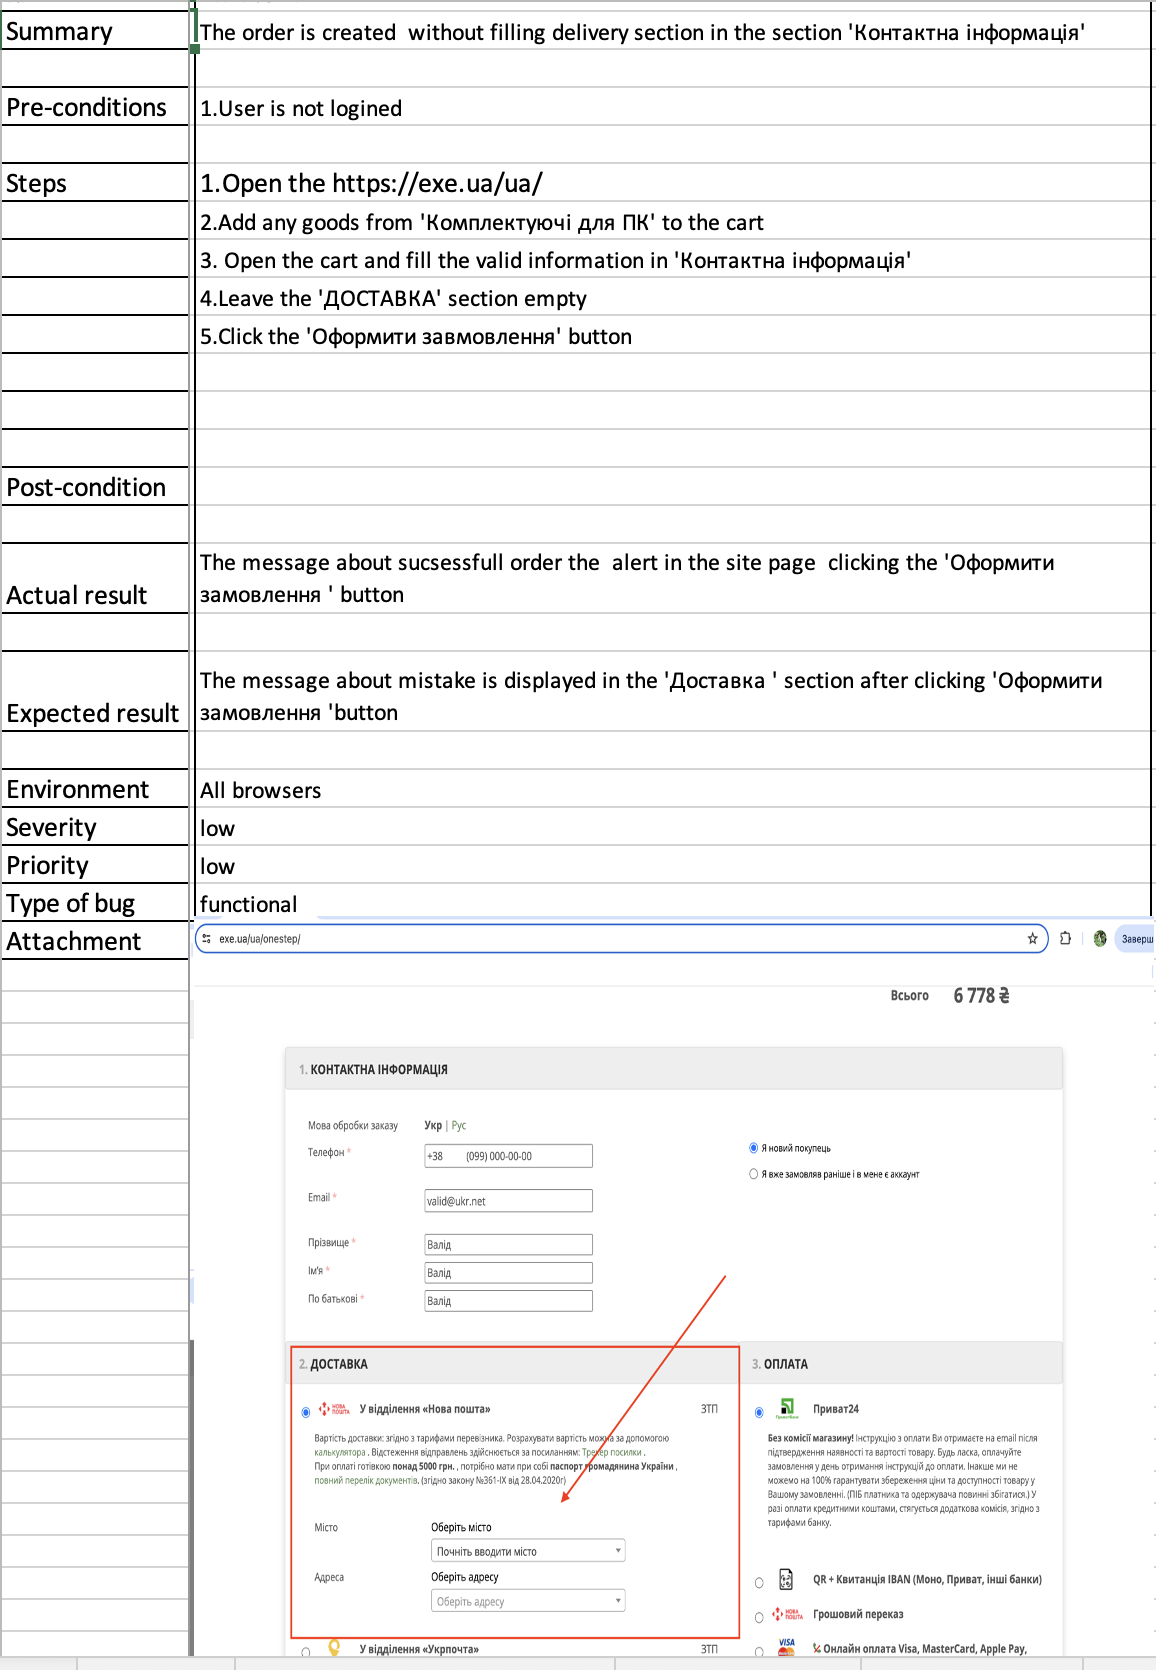 Summary
The order is created  without filling delivery section in the section 'Контактна інформація'
Pre-conditions
1.User is not logined
Steps
1.Open the https://exe.ua/ua/
2.Add any goods from 'Комплектуючі для ПК' to the cart
3. Open the cart and fill the valid information in 'Контактна інформація'
4.Leave the 'ДОСТАВКА' section empty
5.Click the 'Оформити завмовлення' button
Post-condition
Actual result
The message about sucsessfull order the  alert in the site page  clicking the 'Оформити
замовлення ' button
Expected result
The message about mistake is displayed in the 'Доставка ' section after clicking 'Оформити
замовлення 'button
Environment
All browsers
Severity
low
Priority
low
Type of bug
functional
Attachment
exe.ua/ua/onestep/
Заверш
Всього 6 778 ₴
1. КОНТАКТНА ІНФОРМАЦІЯ
Мова обробки заказу Укр | Рус
Телефон * +38 (099) 000-00-00
Я новий покупець
Я вже замовляв раніше і в мене є аккаунт
Email * valid@ukr.net
Прізвище * Валід
Ім'я * Валід
По батькові * Валід
2. ДОСТАВКА
НОВА ПОШТА У відділення «Нова пошта» ЗТП
Вартість доставки: згідно з тарифами перевізника. Розрахувати вартість можна за допомогою
калькулятора . Відстеження відправлень здійснюється за посиланням: Трекер посилки .
При оплаті готівкою понад 5000 грн. , потрібно мати при собі паспорт громадянина України ,
повний перелік документів. (згідно закону №361-IX від 28.04.2020г)
Місто Оберіть місто
Почніть вводити місто
Адреса Оберіть адресу
Оберіть адресу
У відділення «Укрпочта» ЗТП
3. ОПЛАТА
ПриватБанк Приват24
Без комісії магазину! Інструкцію з оплати Ви отримаєте на email після
підтвердження наявності та вартості товару. Будь ласка, оплачуйте
замовлення у день отримання інструкцій до оплати. Інакше ми не
можемо на 100% гарантувати збереження ціни та доступності товару у
Вашому замовленні. (ПІБ платника та одержувача повинні збігатися.) У
разі оплати кредитними коштами, стягується додаткова комісія, згідно з
тарифами банку.
QR + Квитанція IBAN (Моно, Приват, інші банки)
НОВА ПОШТА Грошовий переказ
VISA MasterCard Онлайн оплата Visa, MasterCard, Apple Pay,